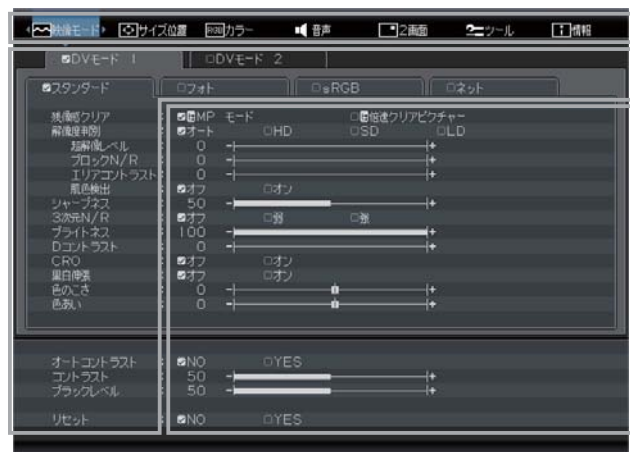 映像モード サイズ位置 RGB カラー 音声 2画面 ツール 情報
DVモード 1 DVモード 2
スタンダード フォト sRGB ネット
残像感クリア : MP モード 倍速クリアピクチャー
解像度判別 : オート HD SD LD
超解像レベル : 0 - +
ブロックN/R : 0 - +
エリアコントラスト : 0 - +
肌色検出 : オフ オン
シャープネス : 50 - +
3次元N/R : オフ 弱 強
ブライトネス : 100 - +
Dコントラスト : 0 - +
CRO : オフ オン
黒白伸張 : オフ オン
色のこさ : 0 - +
色あい : 0 - +
オートコントラスト : NO YES
コントラスト : 50 - +
ブラックレベル : 50 - +
リセット : NO YES